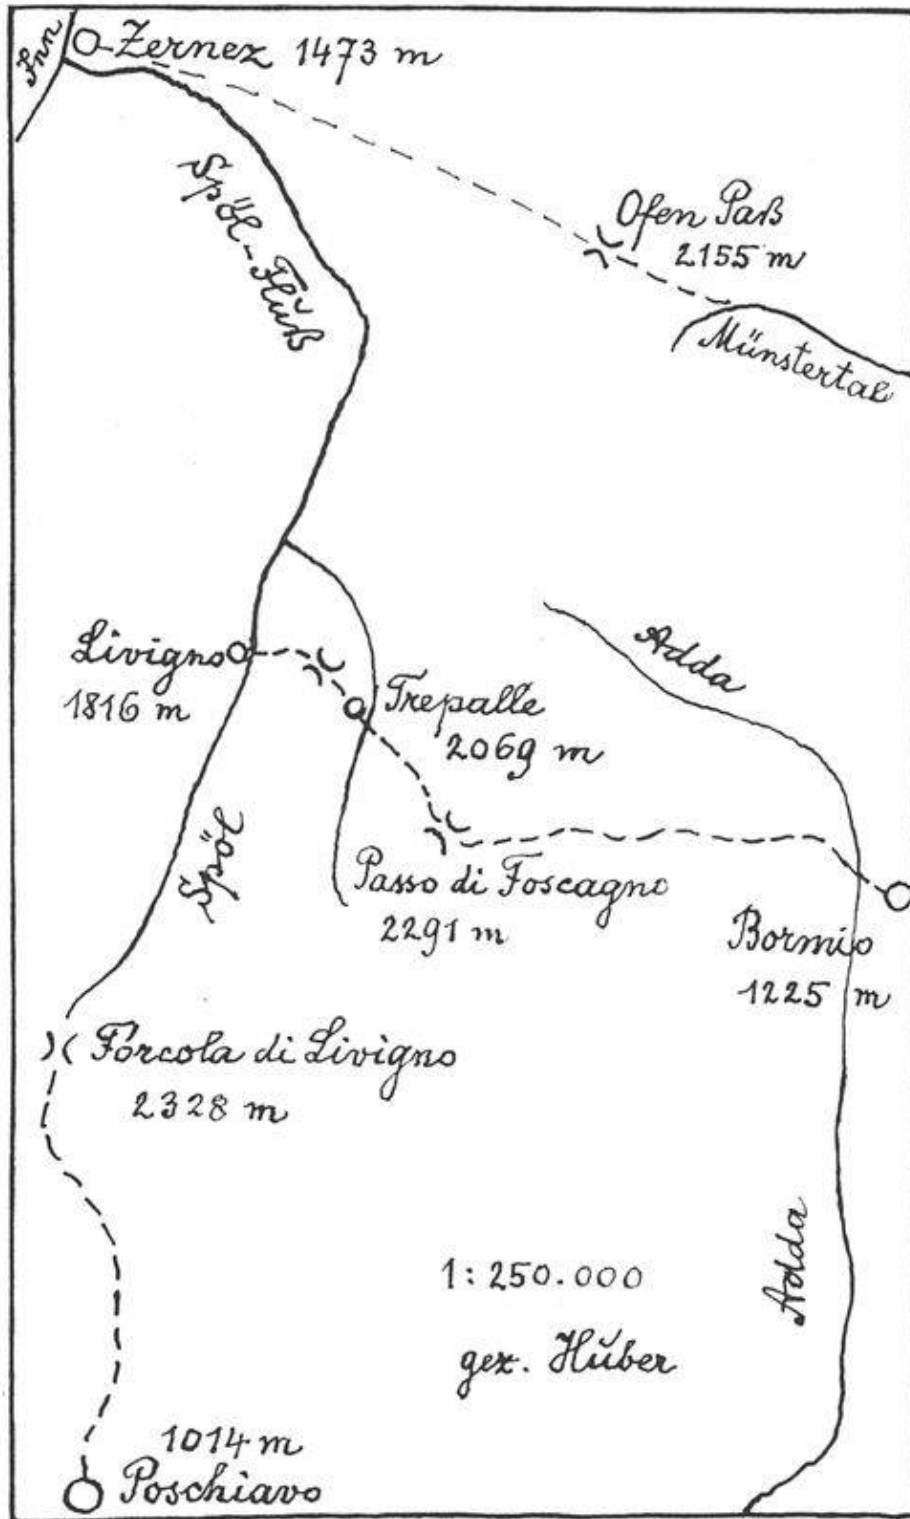 Inn
Zernez 1473 m
Spöl-Fluß
Ofen Paß
2155 m
Münstertal
Livigno
1816 m
Adda
Trepalle
2069 m
Spöl
Passo di Foscagno
2291 m
Bormio
1225 m
Forcola di Livigno
2328 m
Adda
1:250.000
gez. Huber
1014 m
Poschiavo